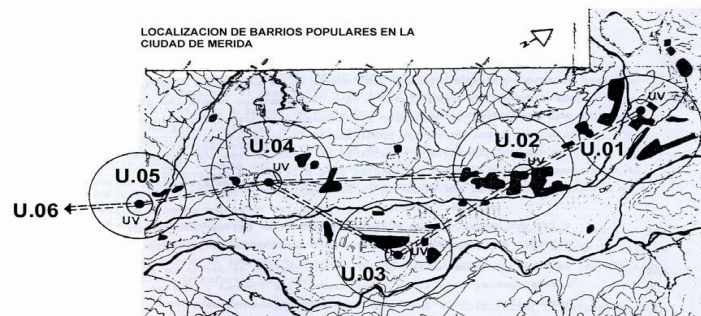 LOCALIZACION DE BARRIOS POPULARES EN LA
CIUDAD DE MERIDA
N
UV
U.01
U.02
UV
U.04
UV
U.05
UV
U.06
UV
U.03